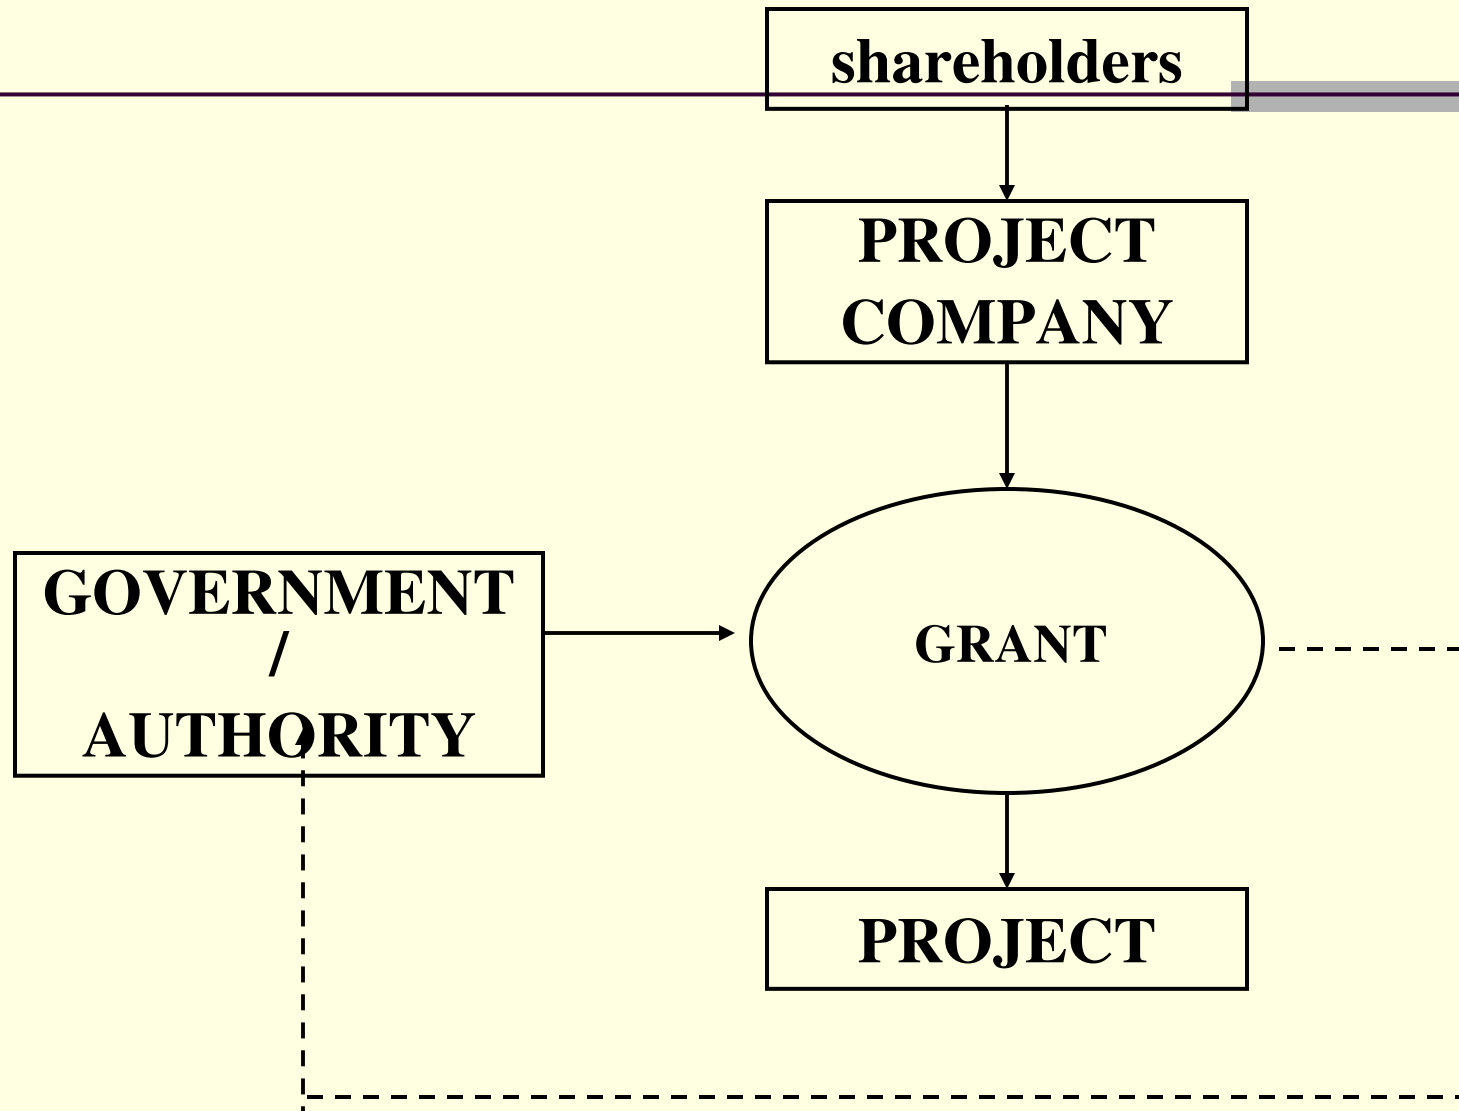 shareholders
PROJECT
COMPANY
GOVERNMENT
/
AUTHORITY
GRANT
PROJECT